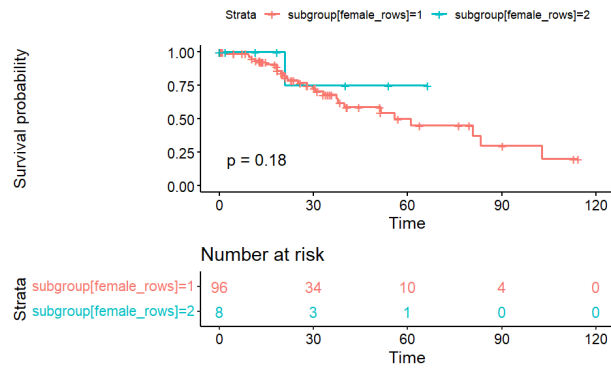 Strata subgroup[female_rows]=1 subgroup[female_rows]=2
Survival probability
1.00
0.75
0.50
0.25
0.00
p = 0.18
0 30 60 90 120
Time
Number at risk
Strata
subgroup[female_rows]=1 96 34 10 4 0
subgroup[female_rows]=2 8 3 1 0 0
0 30 60 90 120
Time